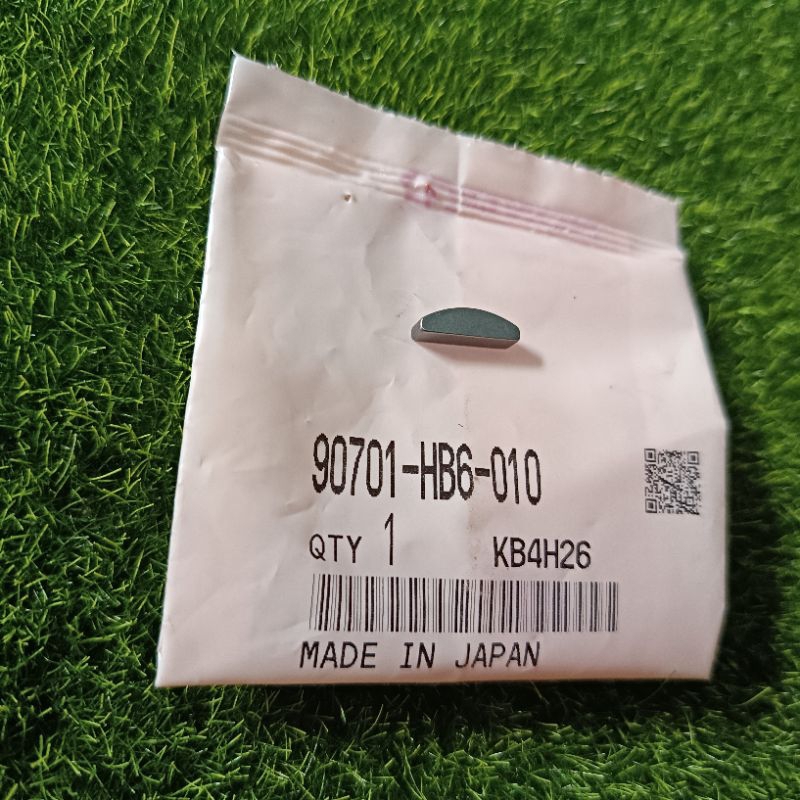 90701-HB6-010
QTY 1 KB4H26
MADE IN JAPAN